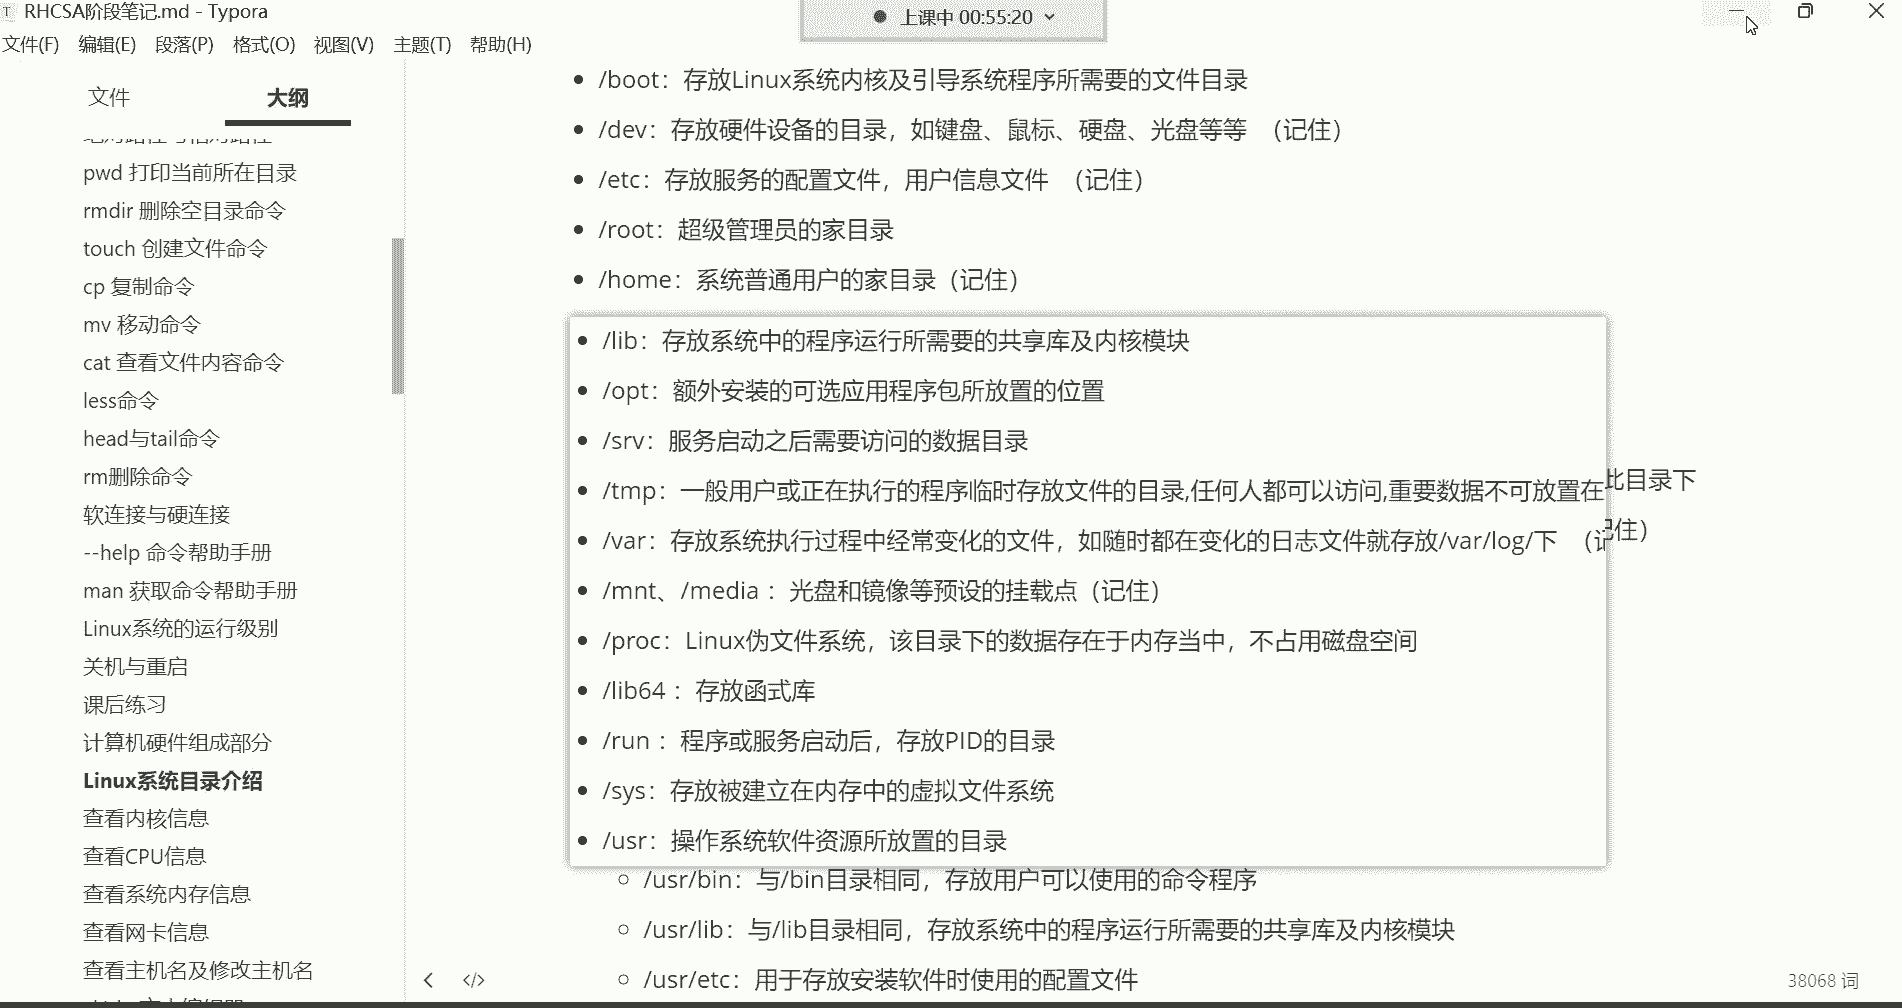 RHCSA阶段笔记.md - Typora
上课中 00:55:20
文件(F) 编辑(E) 段落(P) 格式(O) 视图(V) 主题(T) 帮助(H)
文件 大纲
pwd 打印当前所在目录
rmdir 删除空目录命令
touch 创建文件命令
cp 复制命令
mv 移动命令
cat 查看文件内容命令
less命令
head与tail命令
rm删除命令
软连接与硬连接
--help 命令帮助手册
man 获取命令帮助手册
Linux系统的运行级别
关机与重启
课后练习
计算机硬件组成部分
Linux系统目录介绍
查看内核信息
查看CPU信息
查看系统内存信息
查看网卡信息
查看主机名及修改主机名
/boot：存放Linux系统内核及引导系统程序所需要的文件目录
/dev：存放硬件设备的目录，如键盘、鼠标、硬盘、光盘等等 （记住）
/etc：存放服务的配置文件，用户信息文件 （记住）
/root：超级管理员的家目录
/home：系统普通用户的家目录（记住）
/lib：存放系统中的程序运行所需要的共享库及内核模块
/opt：额外安装的可选应用程序包所放置的位置
/srv：服务启动之后需要访问的数据目录
/tmp：一般用户或正在执行的程序临时存放文件的目录,任何人都可以访问,重要数据不可放置在此目录下
/var：存放系统执行过程中经常变化的文件，如随时都在变化的日志文件就存放/var/log/下 （记住）
/mnt、/media ：光盘和镜像等预设的挂载点（记住）
/proc：Linux伪文件系统，该目录下的数据存在于内存当中，不占用磁盘空间
/lib64 ：存放函式库
/run ：程序或服务启动后，存放PID的目录
/sys：存放被建立在内存中的虚拟文件系统
/usr：操作系统软件资源所放置的目录
/usr/bin：与/bin目录相同，存放用户可以使用的命令程序
/usr/lib：与/lib目录相同，存放系统中的程序运行所需要的共享库及内核模块
/usr/etc：用于存放安装软件时使用的配置文件
38068 词